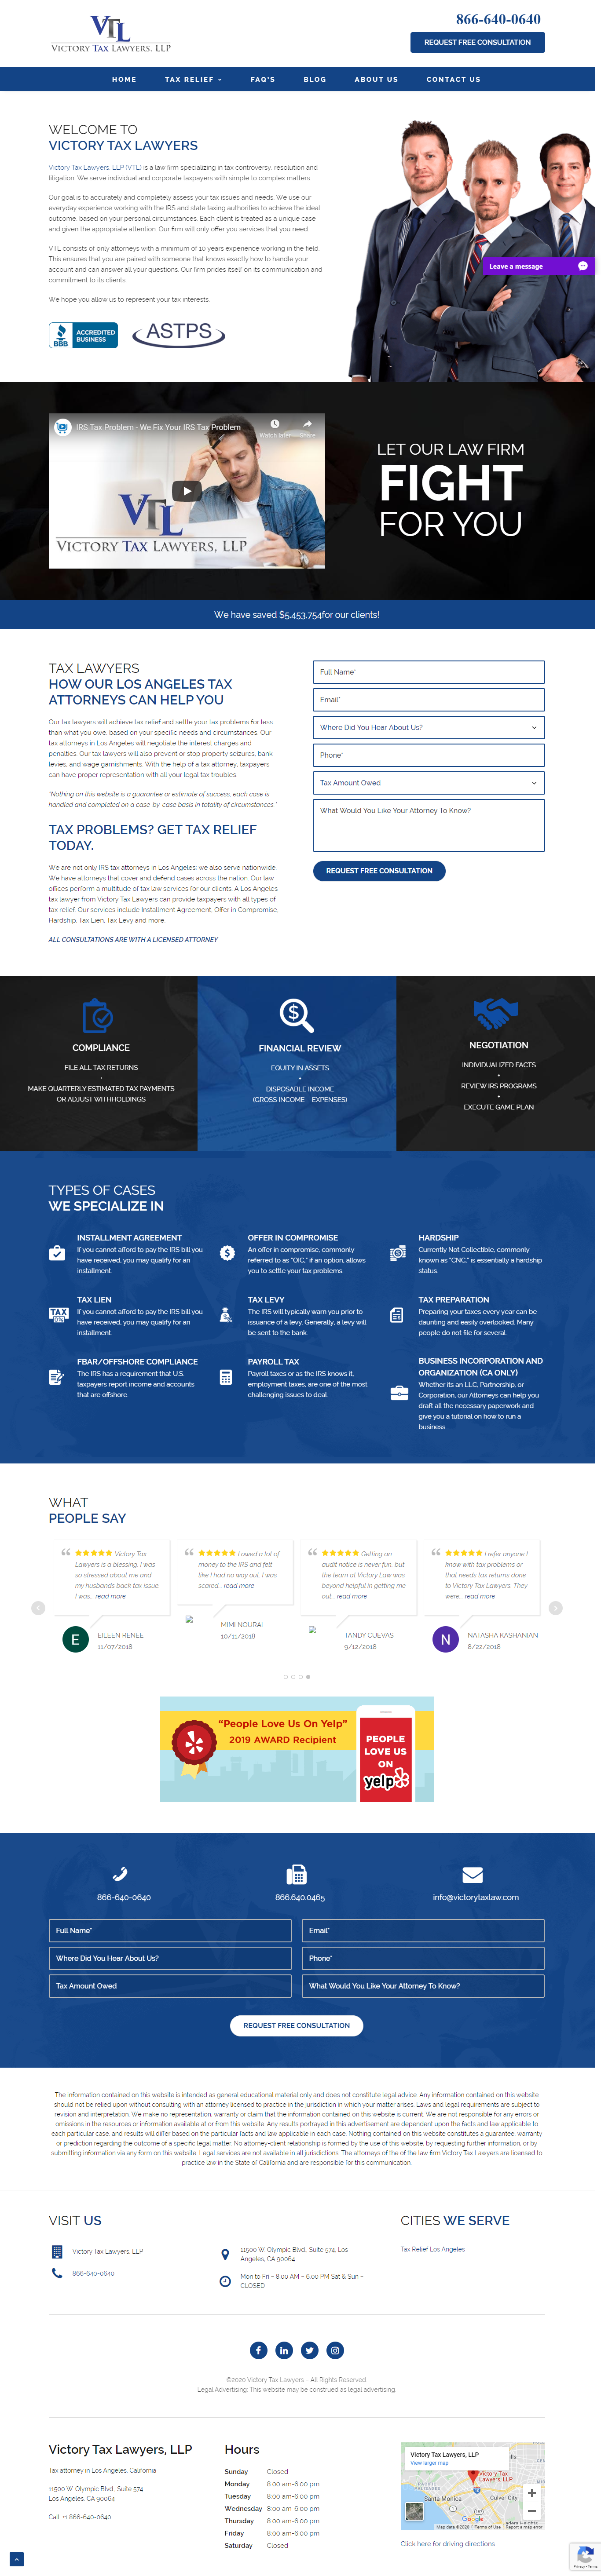 VTL
VICTORY TAX LAWYERS, LLP
866-640-0640
REQUEST FREE CONSULTATION
HOME
TAX RELIEF
FAQ'S
BLOG
ABOUT US
CONTACT US
WELCOME TO
VICTORY TAX LAWYERS
Victory Tax Lawyers, LLP (VTL) is a law firm specializing in tax controversy, resolution and
litigation. We serve individual and corporate taxpayers with simple to complex matters.
Our goal is to accurately and completely assess your tax issues and needs. We use our
everyday experience working with the IRS and state taxing authorities to achieve the ideal
outcome, based on your personal circumstances. Each client is treated as a unique case
and given the appropriate attention. Our firm will only offer you services that you need.
VTL consists of only attorneys with a minimum of 10 years experience working in the field.
This ensures that you are paired with someone that knows exactly how to handle your
account and can answer all your questions. Our firm prides itself on its communication and
commitment to its clients.
We hope you allow us to represent your tax interests.
Leave a message
BBB
ACCREDITED
BUSINESS
ASTPS
IRS Tax Problem - We Fix Your IRS Tax Problem
VTL
VICTORY TAX LAWYERS, LLP
LET OUR LAW FIRM
FIGHT
FOR YOU
We have saved $5,453,754for our clients!
TAX LAWYERS
HOW OUR LOS ANGELES TAX
ATTORNEYS CAN HELP YOU
Our tax lawyers will achieve tax relief and settle your tax problems for less
than what you owe, based on your specific needs and circumstances. Our
tax attorneys in Los Angeles will negotiate the interest charges and
penalties. Our tax lawyers will also prevent or stop property seizures, bank
levies, and wage garnishments. With the help of a tax attorney, taxpayers
can have proper representation with all your legal tax troubles.
"Nothing on this website is a guarantee or estimate of success, each case is
handled and completed on a case-by-case basis in totality of circumstances."
TAX PROBLEMS? GET TAX RELIEF
TODAY.
We are not only IRS tax attorneys in Los Angeles; we also serve nationwide.
We have attorneys that cover and defend cases across the nation. Our law
offices perform a multitude of tax law services for our clients. A Los Angeles
tax lawyer from Victory Tax Lawyers can provide taxpayers with all types of
tax relief. Our services include Installment Agreement, Offer in Compromise,
Hardship, Tax Lien, Tax Levy and more.
ALL CONSULTATIONS ARE WITH A LICENSED ATTORNEY
Full Name*
Email*
Where Did You Hear About Us?
Phone*
Tax Amount Owed
What Would You Like Your Attorney To Know?
REQUEST FREE CONSULTATION
COMPLIANCE
FILE ALL TAX RETURNS
+
MAKE QUARTERLY ESTIMATED TAX PAYMENTS
OR ADJUST WITHHOLDINGS
FINANCIAL REVIEW
EQUITY IN ASSETS
+
DISPOSABLE INCOME
(GROSS INCOME – EXPENSES)
NEGOTIATION
INDIVIDUALIZED FACTS
+
REVIEW IRS PROGRAMS
+
EXECUTE GAME PLAN
TYPES OF CASES
WE SPECIALIZE IN
INSTALLMENT AGREEMENT
If you cannot afford to pay the IRS bill you
have received, you may qualify for an
installment.
OFFER IN COMPROMISE
An offer in compromise, commonly
referred to as "OIC," if an option, allows
you to settle your tax problems.
HARDSHIP
Currently Not Collectible, commonly
known as "CNC," is essentially a hardship
status.
TAX
TAX LIEN
If you cannot afford to pay the IRS bill you
have received, you may qualify for an
installment.
TAX LEVY
The IRS will typically warn you prior to
issuance of a levy. Generally, a levy will
be sent to the bank.
TAX PREPARATION
Preparing your taxes every year can be
daunting and easily overlooked. Many
people do not file for several.
FBAR/OFFSHORE COMPLIANCE
The IRS has a requirement that U.S.
taxpayers report income and accounts
that are offshore.
PAYROLL TAX
Payroll taxes or as the IRS knows it,
employment taxes, are one of the most
challenging issues to deal.
BUSINESS INCORPORATION AND
ORGANIZATION (CA ONLY)
Whether its an LLC, Partnership, or
Corporation, our Attorneys can help you
draft all the necessary paperwork and
give you a tutorial on how to run a
business.
WHAT
PEOPLE SAY
Victory Tax
Lawyers is a blessing. I was
so stressed about me and
my husbands back tax issue.
I was... read more
E
EILEEN RENEE
11/07/2018
I owed a lot of
money to the IRS and felt
like I had no way out. I was
scared... read more
MIMI NOURAI
10/11/2018
Getting an
audit notice is never fun, but
the team at Victory Law was
beyond helpful in getting me
out... read more
TANDY CUEVAS
9/12/2018
I refer anyone I
know with tax problems or
that needs tax returns done
to Victory Tax Lawyers. They
were... read more
N
NATASHA KASHANIAN
8/22/2018
"People Love Us On Yelp"
2019 AWARD Recipient
PEOPLE
LOVE US
ON
yelp
866-640-0640
866.640.0465
info@victorytaxlaw.com
Full Name*
Email*
Where Did You Hear About Us?
Phone*
Tax Amount Owed
What Would You Like Your Attorney To Know?
REQUEST FREE CONSULTATION
The information contained on this website is intended as general educational material only and does not constitute legal advice. Any information contained on this website
should not be relied upon without consulting with an attorney licensed to practice in the jurisdiction in which your matter arises. Laws and legal requirements are subject to
revision and interpretation. We make no representation, warranty or claim that the information contained on this website is current. We are not responsible for any errors or
omissions in the resources or information available at or from this website. Any results portrayed in this advertisement are dependent upon the facts and law applicable to
each particular case, and results will differ based on the particular facts and law applicable in each case. Nothing contained on this website constitutes a guarantee, warranty
or prediction regarding the outcome of a specific legal matter. No attorney-client relationship is formed by the use of this website, by requesting further information, or by
submitting information via any form on this website. Legal services are not available in all jurisdictions. The attorneys of the of the law firm Victory Tax Lawyers are licensed to
practice law in the State of California and are responsible for this communication.
VISIT US
Victory Tax Lawyers, LLP
866-640-0640
11500 W. Olympic Blvd., Suite 574, Los
Angeles, CA 90064
Mon to Fri – 8.00 AM – 6.00 PM Sat & Sun –
CLOSED
CITIES WE SERVE
Tax Relief Los Angeles
©2020 Victory Tax Lawyers – All Rights Reserved
Legal Advertising: This website may be construed as legal advertising.
Victory Tax Lawyers, LLP
Tax attorney in Los Angeles, California
11500 W. Olympic Blvd., Suite 574
Los Angeles, CA 90064
Call: +1 866-640-0640
Hours
Sunday Closed
Monday 8:00 am–6:00 pm
Tuesday 8:00 am–6:00 pm
Wednesday 8:00 am–6:00 pm
Thursday 8:00 am–6:00 pm
Friday 8:00 am–6:00 pm
Saturday Closed
Victory Tax Lawyers, LLP
View larger map
Victory Tax
Lawyers, LLP
PACIFIC
PALISADES
Santa Monica
Culver City
INGLEWOOD
Google
Map data ©2020
Terms of Use
Report a map error
Click here for driving directions
Privacy - Terms